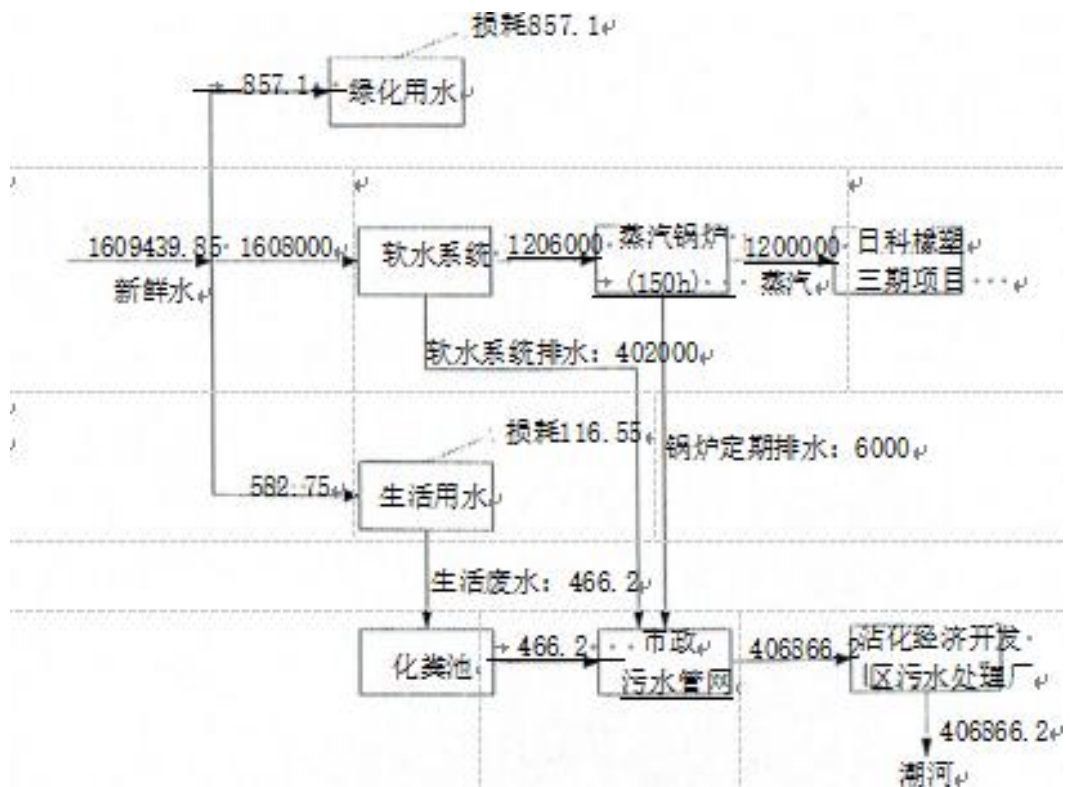 损耗857.1
857.1
绿化用水
1609439.85
1608000
新鲜水
软水系统
1206000
蒸汽锅炉
(150h)
1200000
蒸汽
日科橡塑
三期项目
软水系统排水：402000
损耗116.55
锅炉定期排水：6000
582.75
生活用水
生活废水：466.2
化粪池
466.2
市政
污水管网
406866.2
沾化经济开发
区污水处理厂
406866.2
潮河